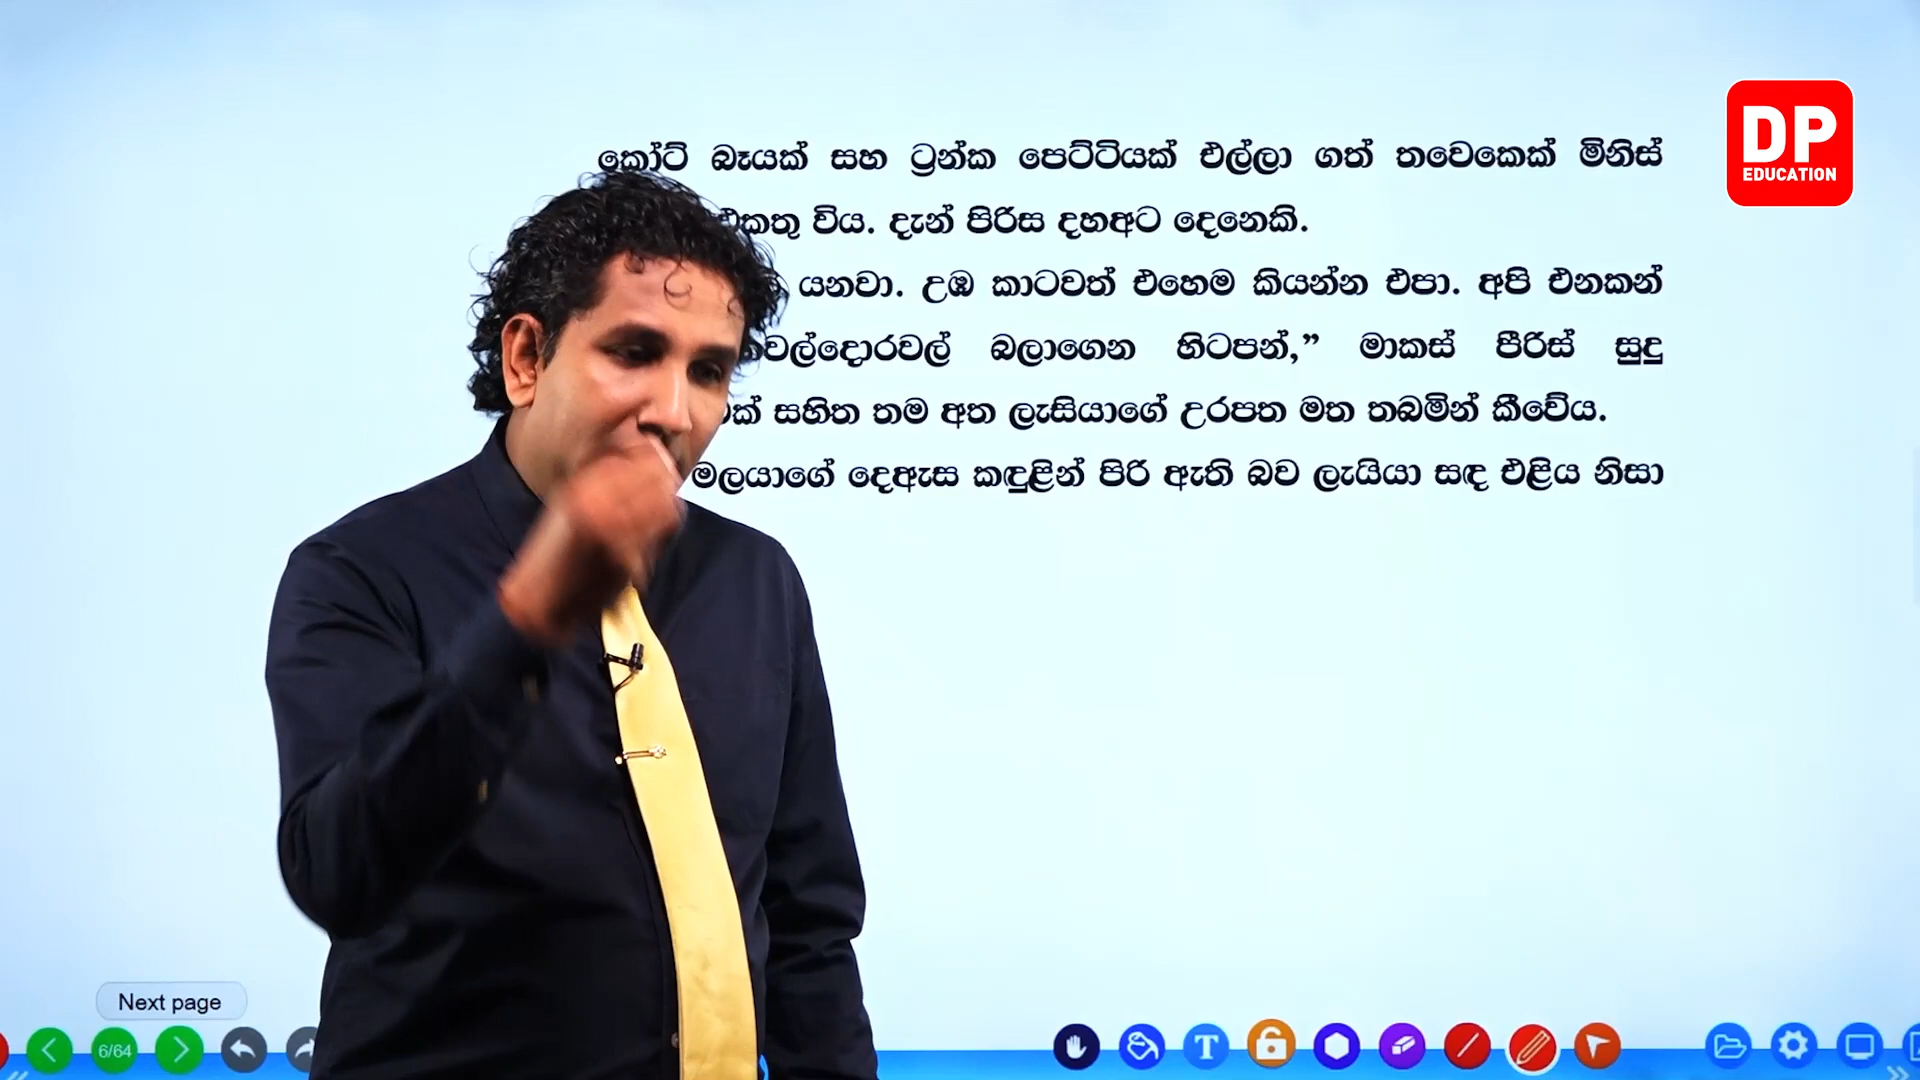 කෝට් බෑයක් සහ ට්‍රන්ක පෙට්ටියක් එල්ලා ගත් තවෙකෙක් මිනිස්
එකතු විය. දැන් පිරිස දහඅට දෙනෙකි.
යනවා. උඹ කාටවත් එහෙම කියන්න එපා. අපි එනකන්
බලාගෙන හිටපන්,” මාකස් පීරිස් සුදු
සහිත තම අත ලැසියාගේ උරපත මත තබමින් කීවේය.
මලයාගේ දෙඇස කඳුළින් පිරි ඇති බව ලැයියා සඳ එළිය නිසා
DP
EDUCATION
Next page
6/64
T